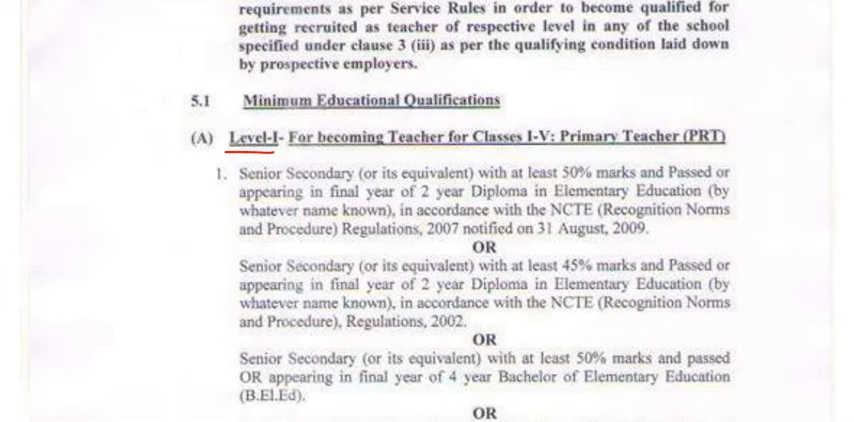 requirements as per Service Rules in order to become qualified for
getting recruited as teacher of respective level in any of the school
specified under clause 3 (iii) as per the qualifying condition laid down
by prospective employers.
5.1 Minimum Educational Qualifications
(A) Level-I- For becoming Teacher for Classes I-V: Primary Teacher (PRT)
1. Senior Secondary (or its equivalent) with at least 50% marks and Passed or
appearing in final year of 2 year Diploma in Elementary Education (by
whatever name known), in accordance with the NCTE (Recognition Norms
and Procedure) Regulations, 2007 notified on 31 August, 2009.
OR
Senior Secondary (or its equivalent) with at least 45% marks and Passed or
appearing in final year of 2 year Diploma in Elementary Education (by
whatever name known), in accordance with the NCTE (Recognition Norms
and Procedure), Regulations, 2002.
OR
Senior Secondary (or its equivalent) with at least 50% marks and passed
OR appearing in final year of 4 year Bachelor of Elementary Education
(B.El.Ed).
OR